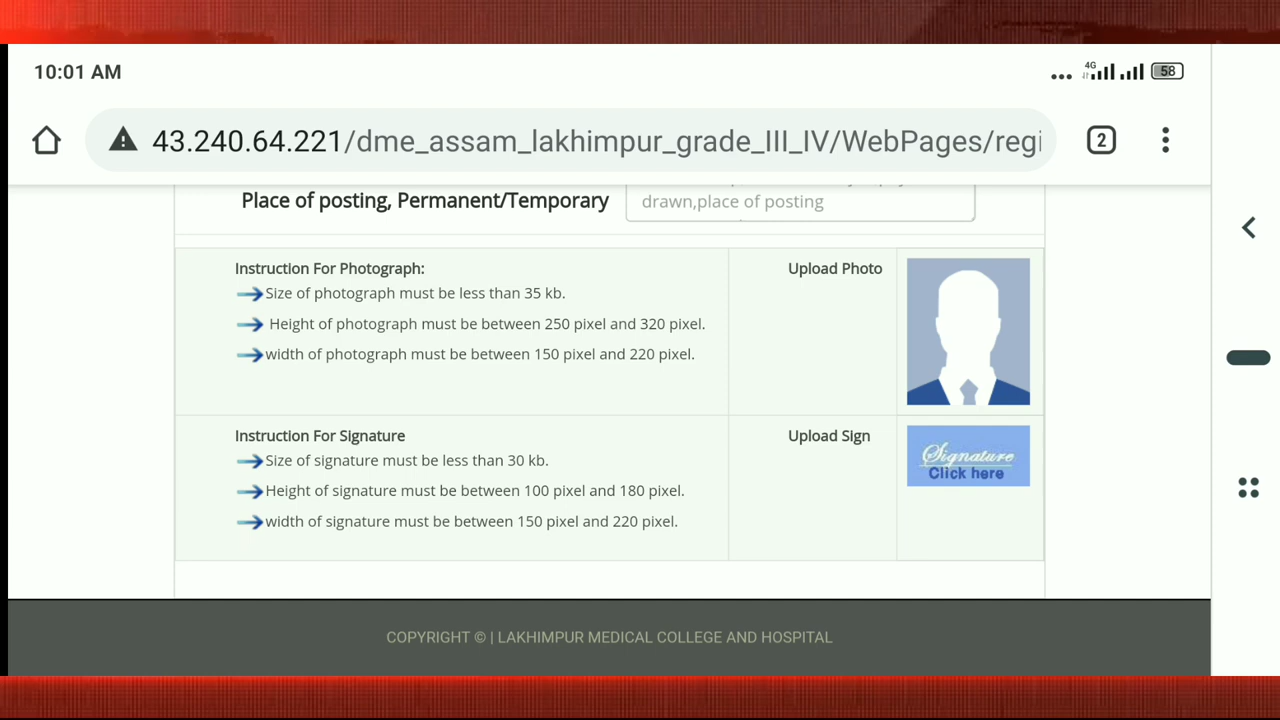 10:01 AM
4G
58
43.240.64.221/dme_assam_lakhimpur_grade_III_IV/WebPages/regi
2
Place of posting, Permanent/Temporary
drawn,place of posting
Instruction For Photograph:
Size of photograph must be less than 35 kb.
Height of photograph must be between 250 pixel and 320 pixel.
width of photograph must be between 150 pixel and 220 pixel.
Upload Photo
Instruction For Signature
Size of signature must be less than 30 kb.
Height of signature must be between 100 pixel and 180 pixel.
width of signature must be between 150 pixel and 220 pixel.
Upload Sign
Signature
Click here
COPYRIGHT © | LAKHIMPUR MEDICAL COLLEGE AND HOSPITAL